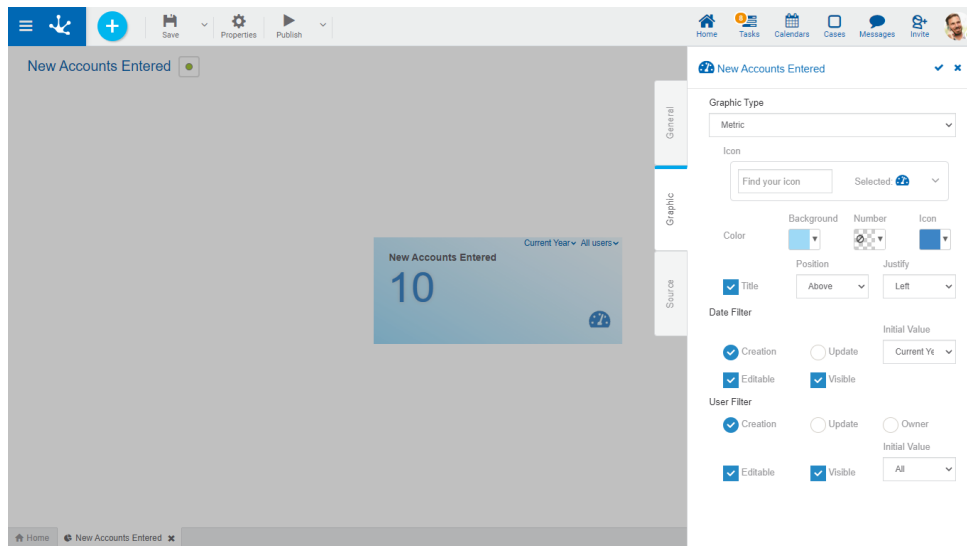 Save
Properties
Publish
Home
8
Tasks
Calendars
Cases
Messages
Invite
New Accounts Entered
General
Graphic
Source
Current Year All users
New Accounts Entered
10
Home
New Accounts Entered
New Accounts Entered
Graphic Type
Metric
Icon
Find your icon
Selected:
Background Number Icon
Color
Position Justify
Title Above Left
Date Filter
Initial Value
Creation Update Current Ye
Editable Visible
User Filter
Creation Update Owner
Initial Value
Editable Visible All